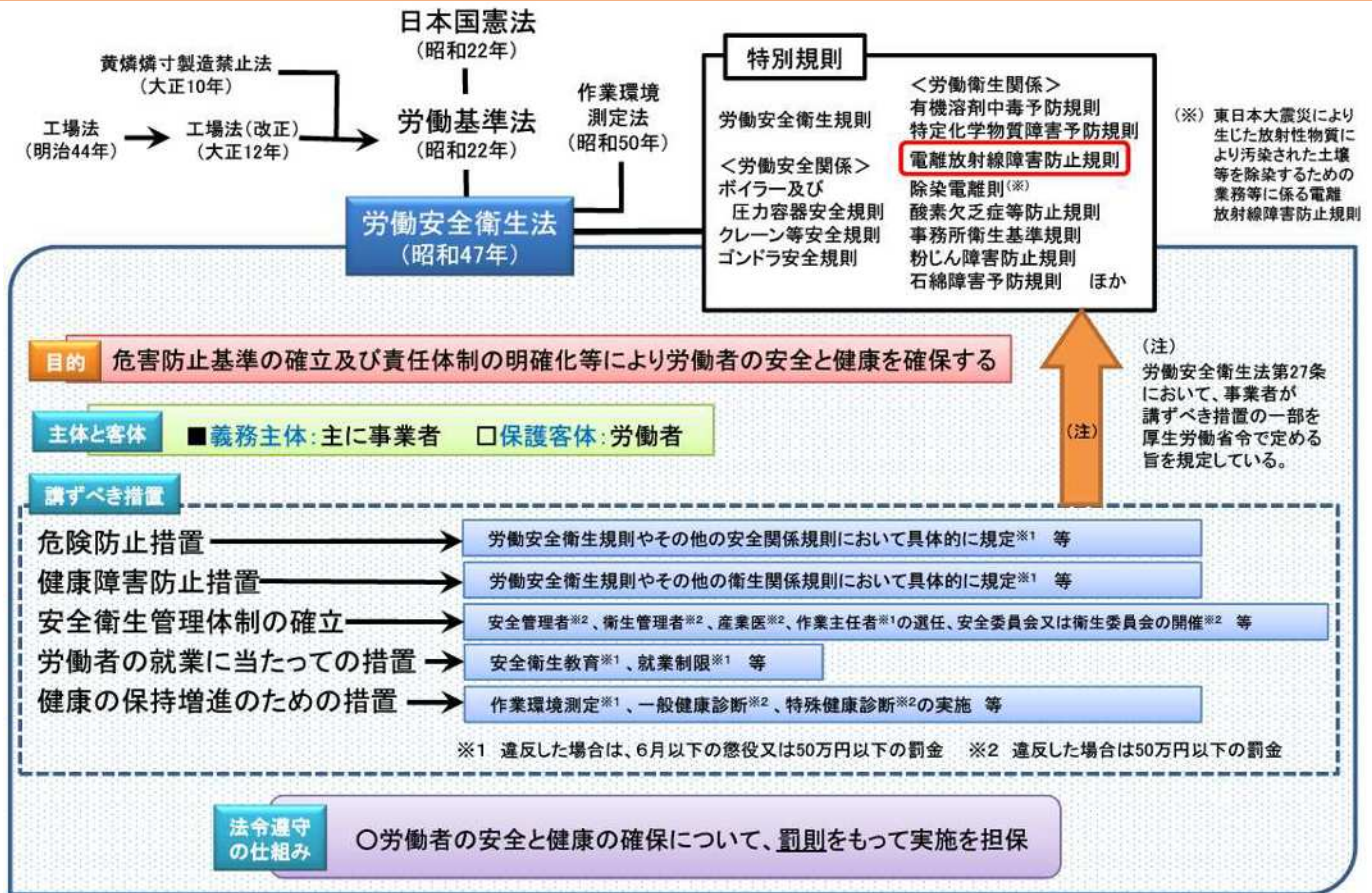 日本国憲法
(昭和22年)
黄燐燐寸製造禁止法
(大正10年)
工場法
(明治44年)
工場法(改正)
(大正12年)
労働基準法
(昭和22年)
作業環境
測定法
(昭和50年)
労働安全衛生法
(昭和47年)
特別規則
労働安全衛生規則
<労働安全関係>
ボイラー及び
圧力容器安全規則
クレーン等安全規則
ゴンドラ安全規則
<労働衛生関係>
有機溶剤中毒予防規則
特定化学物質障害予防規則
電離放射線障害防止規則
除染電離則(※)
酸素欠乏症等防止規則
事務所衛生基準規則
粉じん障害防止規則
石綿障害予防規則 ほか
(※) 東日本大震災により
生じた放射性物質に
より汚染された土壌
等を除染するための
業務等に係る電離
放射線障害防止規則
目的
危害防止基準の確立及び責任体制の明確化等により労働者の安全と健康を確保する
主体と客体
■義務主体:主に事業者 □保護客体:労働者
(注)
(注)
労働安全衛生法第27条
において、事業者が
講ずべき措置の一部を
厚生労働省令で定める
旨を規定している。
講ずべき措置
危険防止措置
労働安全衛生規則やその他の安全関係規則において具体的に規定※1 等
健康障害防止措置
労働安全衛生規則やその他の衛生関係規則において具体的に規定※1 等
安全衛生管理体制の確立
安全管理者※2、衛生管理者※2、産業医※2、作業主任者※1の選任、安全委員会又は衛生委員会の開催※2 等
労働者の就業に当たっての措置
安全衛生教育※1、就業制限※1 等
健康の保持増進のための措置
作業環境測定※1、一般健康診断※2、特殊健康診断※2の実施 等
※1 違反した場合は、6月以下の懲役又は50万円以下の罰金 ※2 違反した場合は50万円以下の罰金
法令遵守
の仕組み
○労働者の安全と健康の確保について、罰則をもって実施を担保